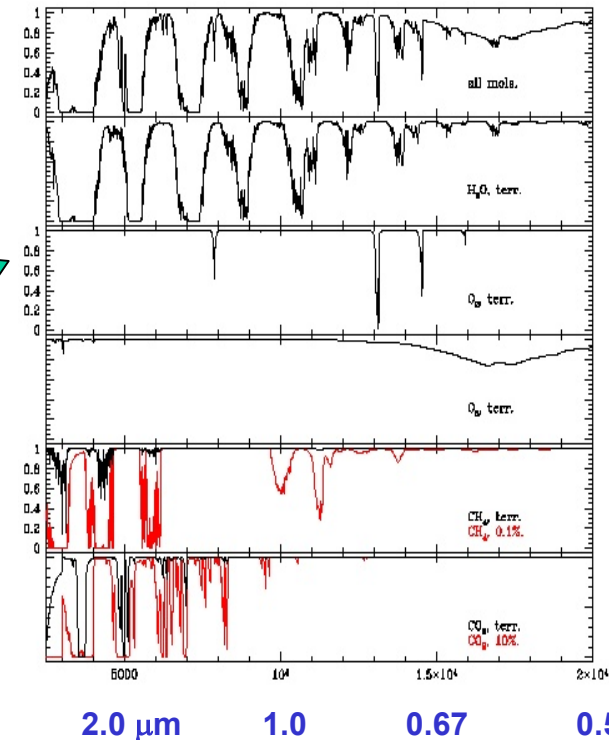 1
0.8
0.6
0.4
0.2
0
all mols.
H₂O, terr.
1
0.8
0.6
0.4
0.2
0
O₂, terr.
O₃, terr.
1
0.8
0.6
0.4
0.2
0
CH₄, terr.
CH₄, 0.1%.
CO₂, terr.
CO₂, 10%.
5000 10⁴ 1.5×10⁴ 2×10⁴
2.0 μm 1.0 0.67 0.5